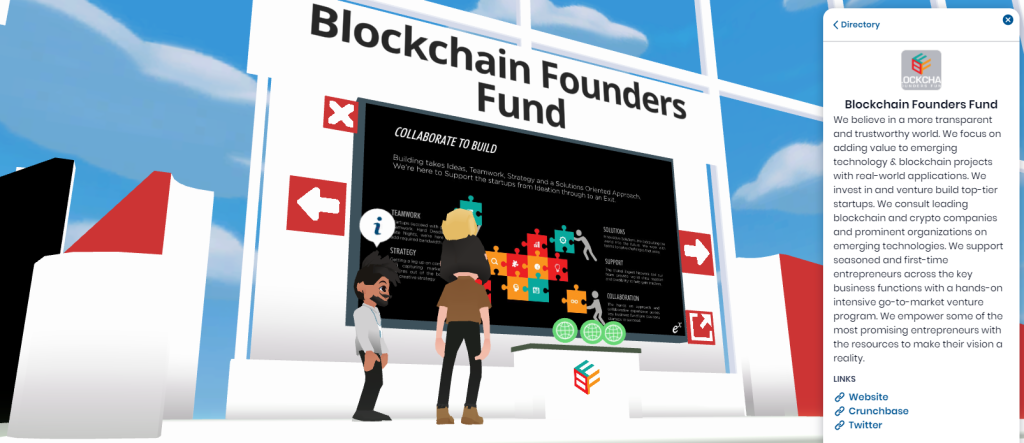 Blockchain Founders
Fund
COLLABORATE TO BUILD
Building takes Ideas, Teamwork, Strategy and a Solutions Oriented Approach.
We're here to Support the startups from Ideation through to an Exit.
TEAMWORK
STRATEGY
SOLUTIONS
SUPPORT
COLLABORATION
i
eˣ
Directory
Blockchain Founders Fund
We believe in a more transparent
and trustworthy world. We focus on
adding value to emerging
technology & blockchain projects
with real-world applications. We
invest in and venture build top-tier
startups. We consult leading
blockchain and crypto companies
and prominent organizations on
emerging technologies. We support
seasoned and first-time
entrepreneurs across the key
business functions with a hands-on
intensive go-to-market venture
program. We empower some of the
most promising entrepreneurs with
the resources to make their vision a
reality.
LINKS
Website
Crunchbase
Twitter